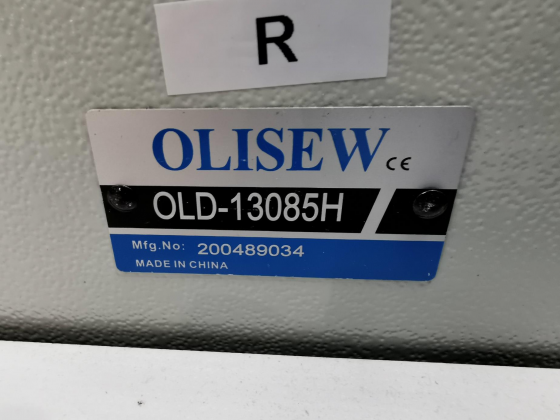 R
OLISEW CE
OLD-13085H
Mfg.No: 200489034
MADE IN CHINA